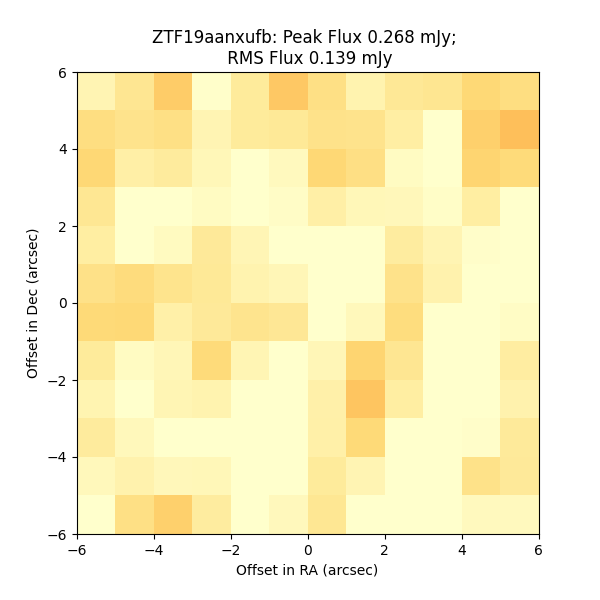 ZTF19aanxufb: Peak Flux 0.268 mJy;
RMS Flux 0.139 mJy
6
4
2
0
−2
−4
−6
Offset in Dec (arcsec)
−6 −4 −2 0 2 4 6
Offset in RA (arcsec)